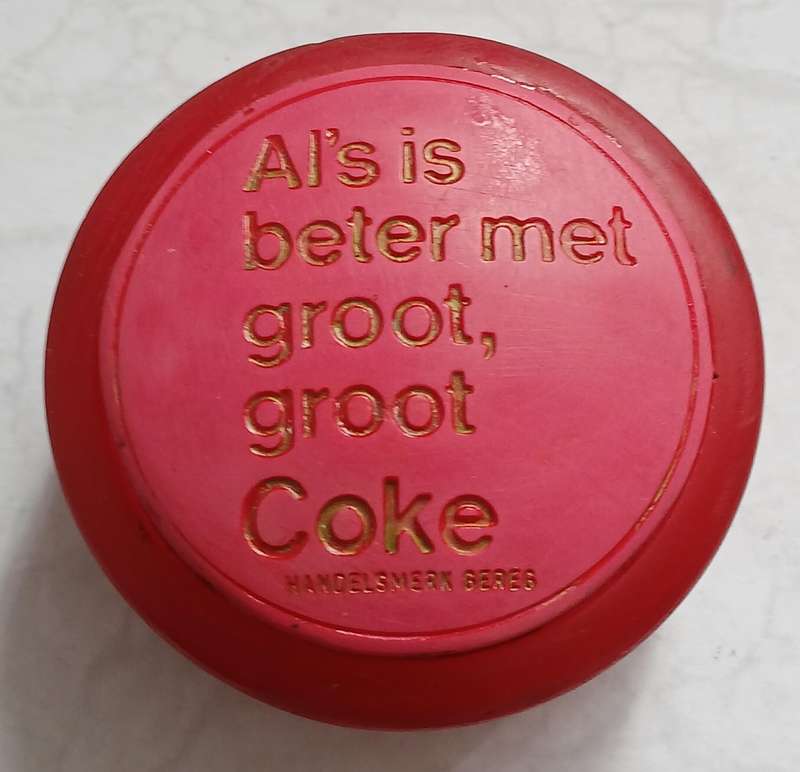 Al's is
beter met
groot,
groot
Coke
HANDELSMERK GEREG